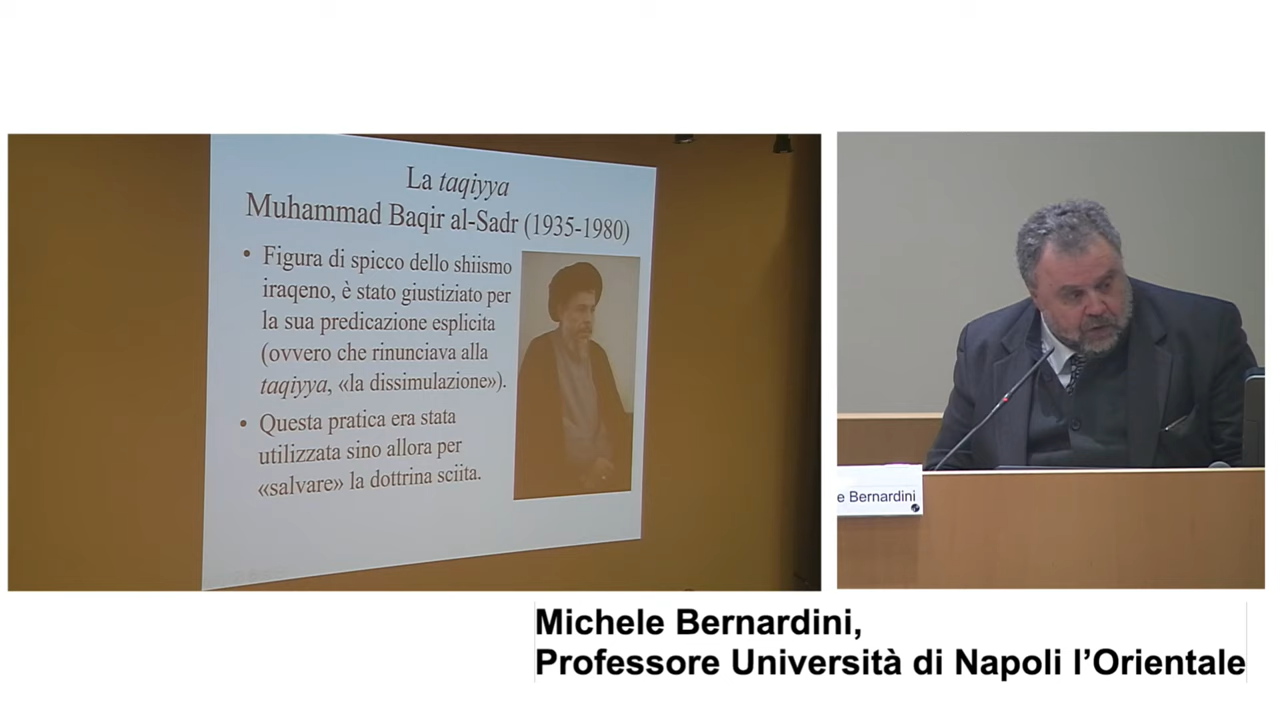 La taqiyya
Muhammad Baqir al-Sadr (1935-1980)
• Figura di spicco dello shiismo
iraqeno, è stato giustiziato per
la sua predicazione esplicita
(ovvero che rinunciava alla
taqiyya, «la dissimulazione»).
• Questa pratica era stata
utilizzata sino allora per
«salvare» la dottrina sciita.
e Bernardini
Michele Bernardini,
Professore Università di Napoli l’Orientale